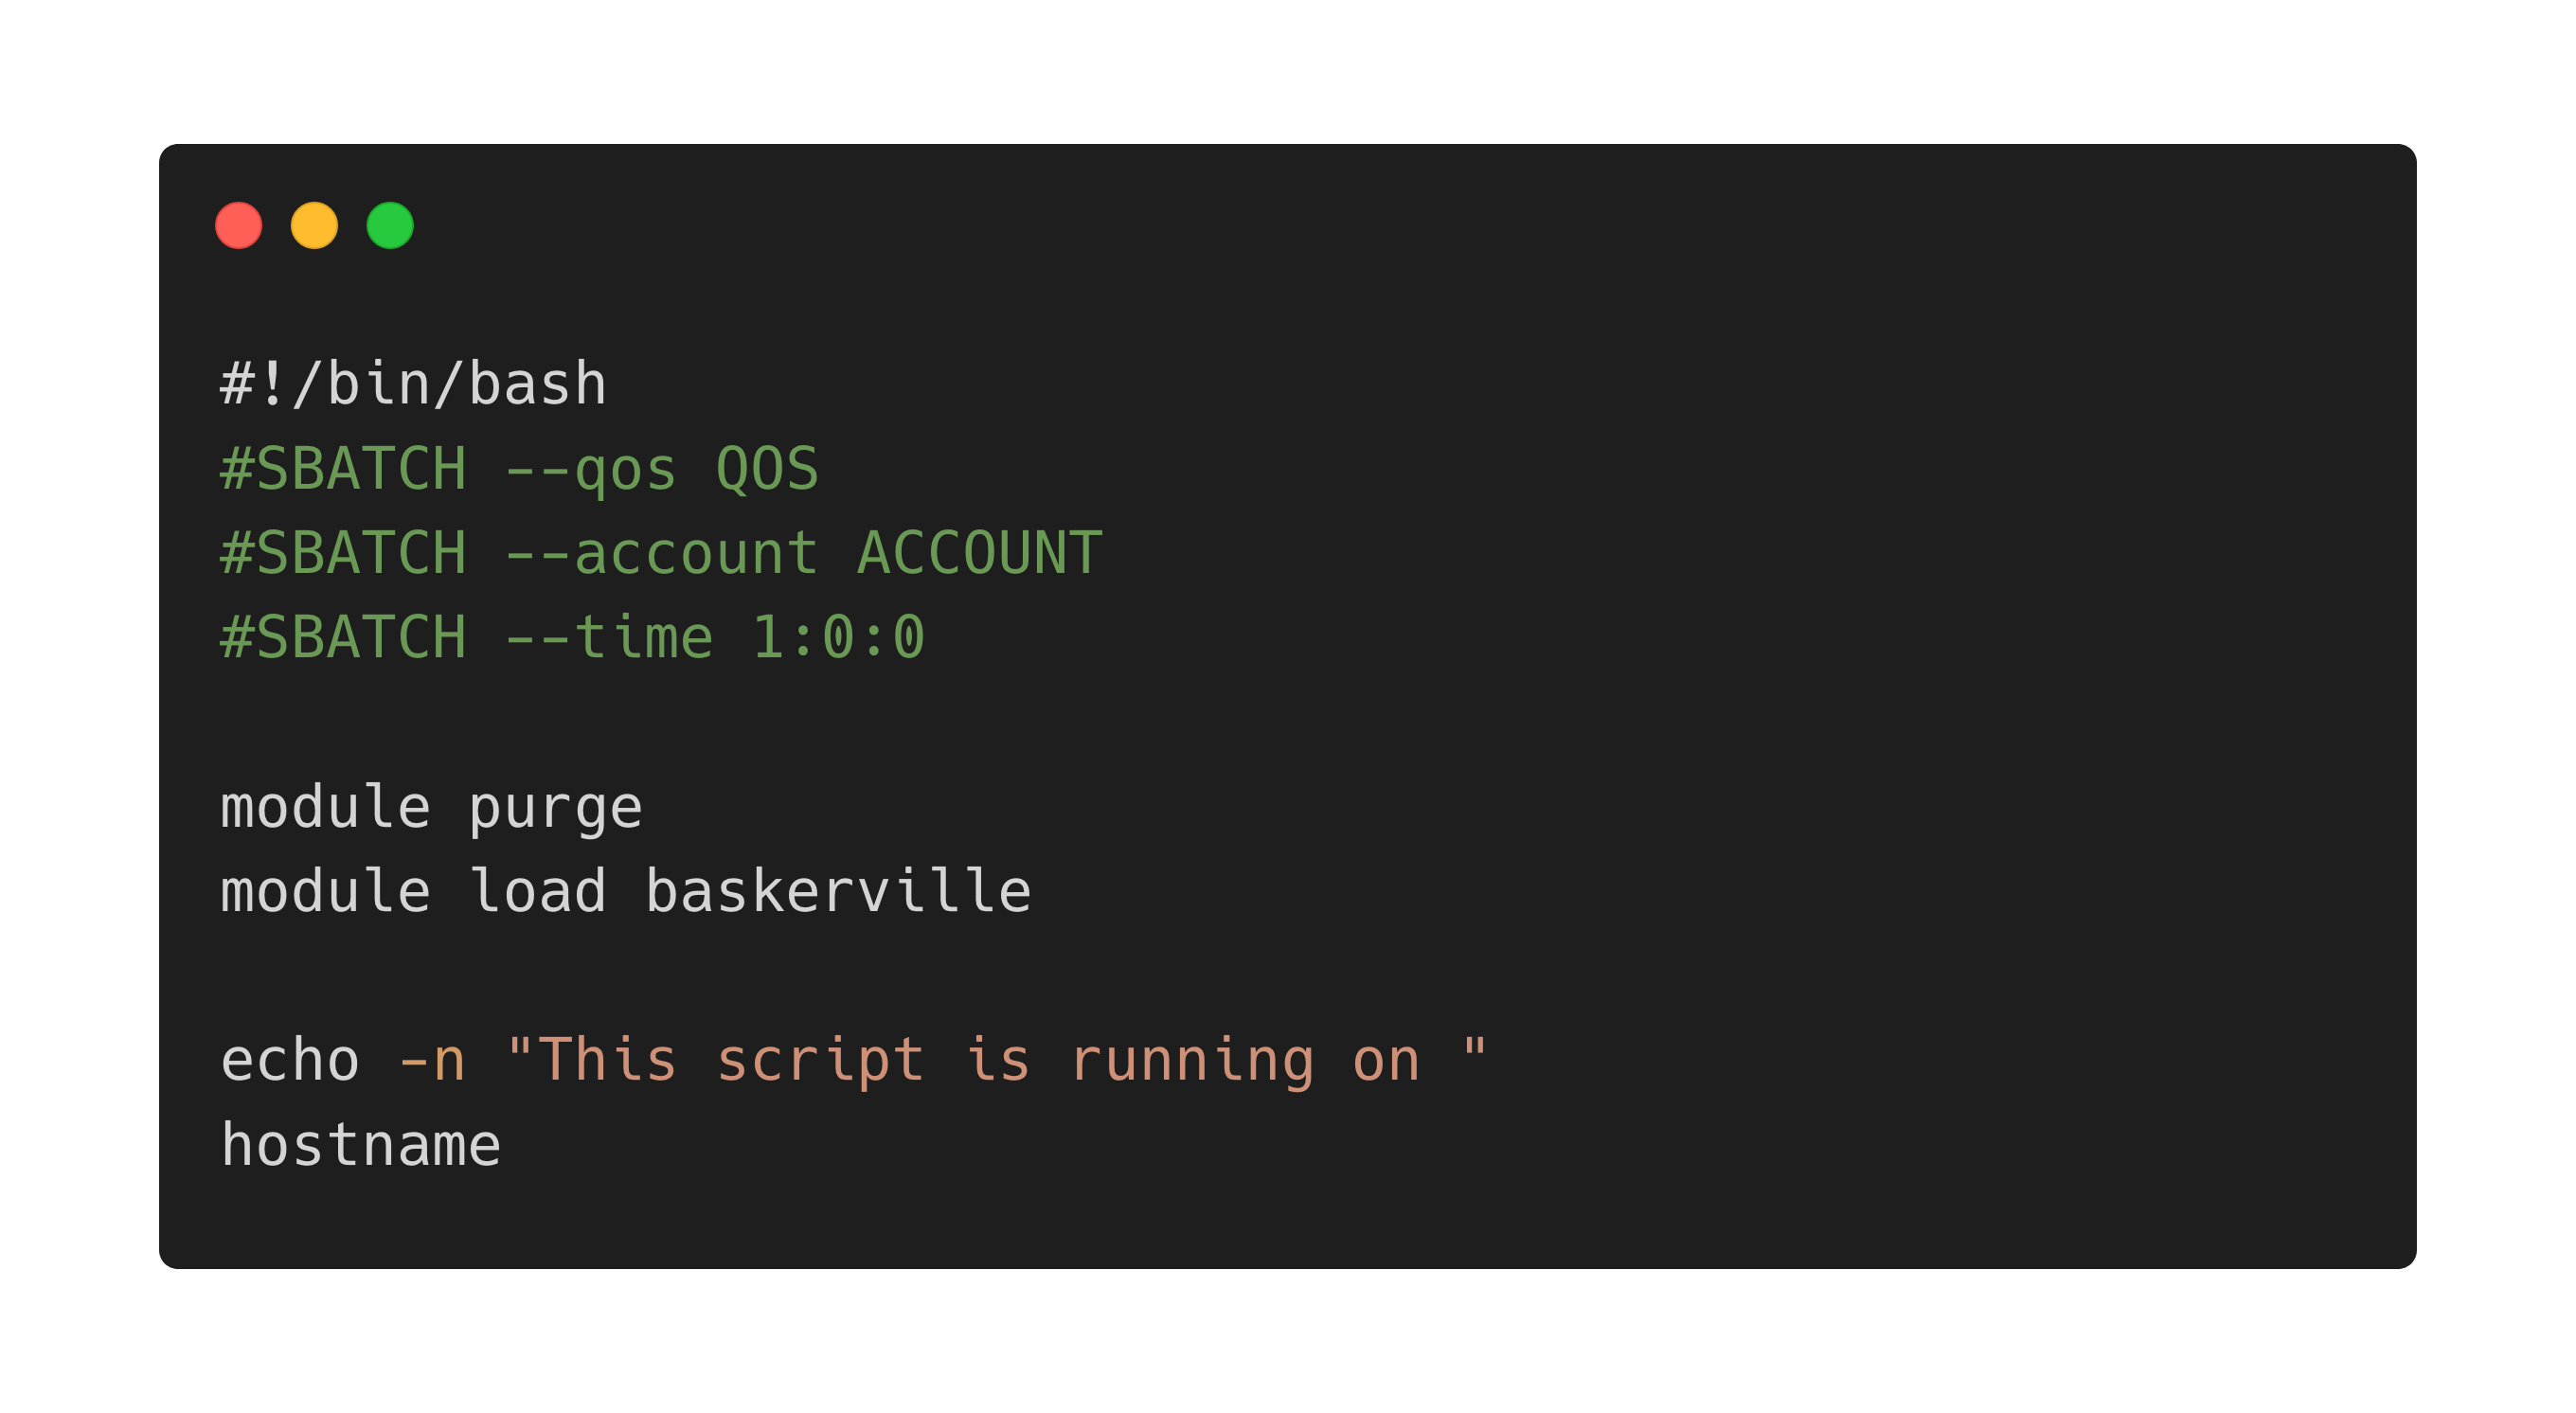 #!/bin/bash
#SBATCH --qos QOS
#SBATCH --account ACCOUNT
#SBATCH --time 1:0:0
module purge
module load baskerville
echo -n "This script is running on "
hostname